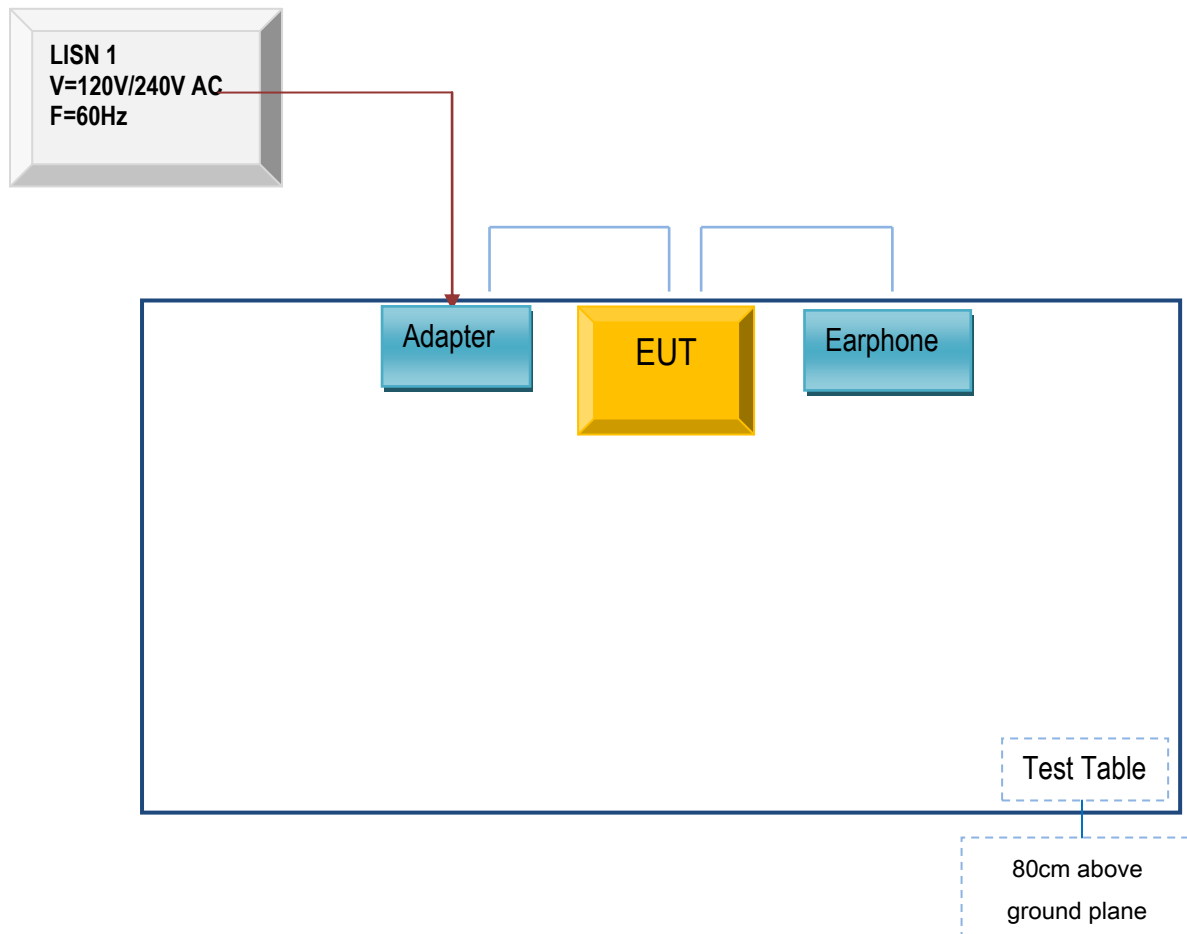 LISN 1
V=120V/240V AC
F=60Hz
Adapter
EUT
Earphone
Test Table
80cm above
ground plane